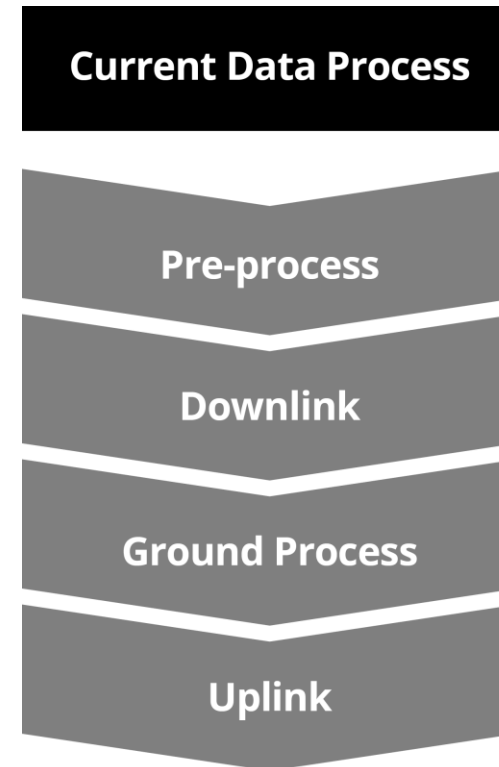 Current Data Process
Pre-process
Downlink
Ground Process
Uplink